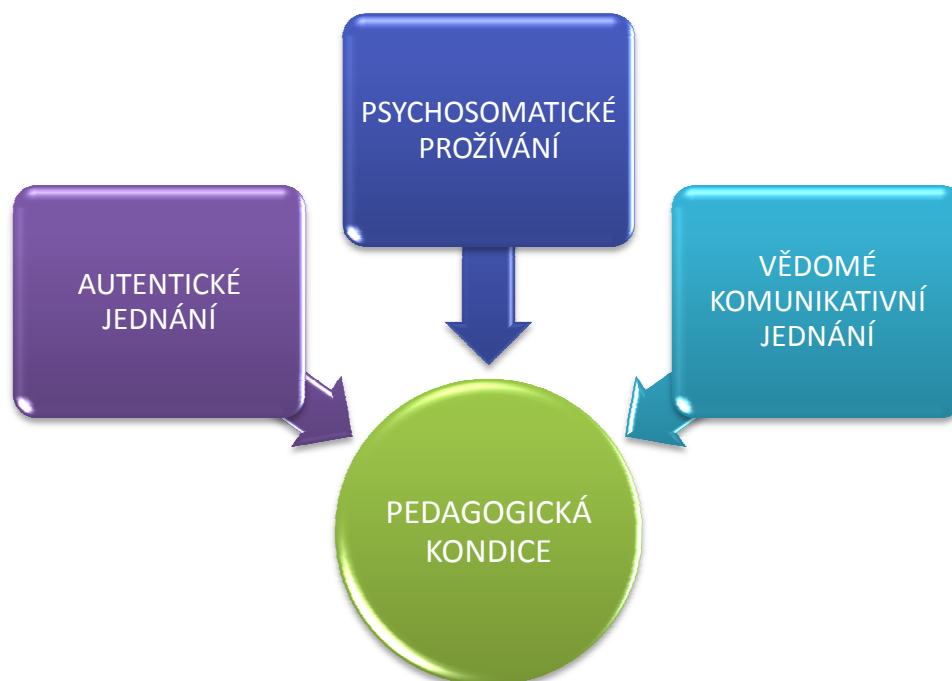 PSYCHOSOMATICKÉ
PROŽÍVÁNÍ
AUTENTICKÉ
JEDNÁNÍ
VĚDOMÉ
KOMUNIKATIVNÍ
JEDNÁNÍ
PEDAGOGICKÁ
KONDICE